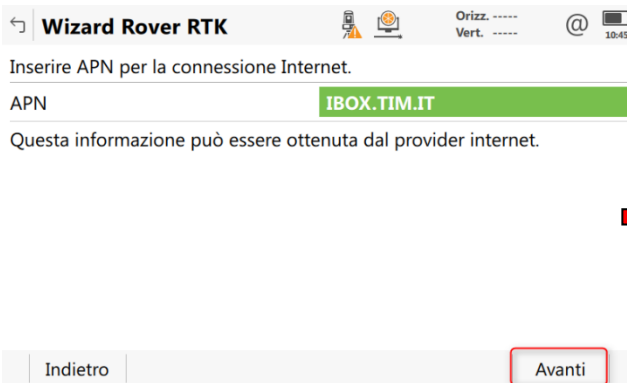 Wizard Rover RTK
Orizz. -----
Vert. -----
@
10:45
Inserire APN per la connessione Internet.
APN IBOX.TIM.IT
Questa informazione può essere ottenuta dal provider internet.
Indietro Avanti